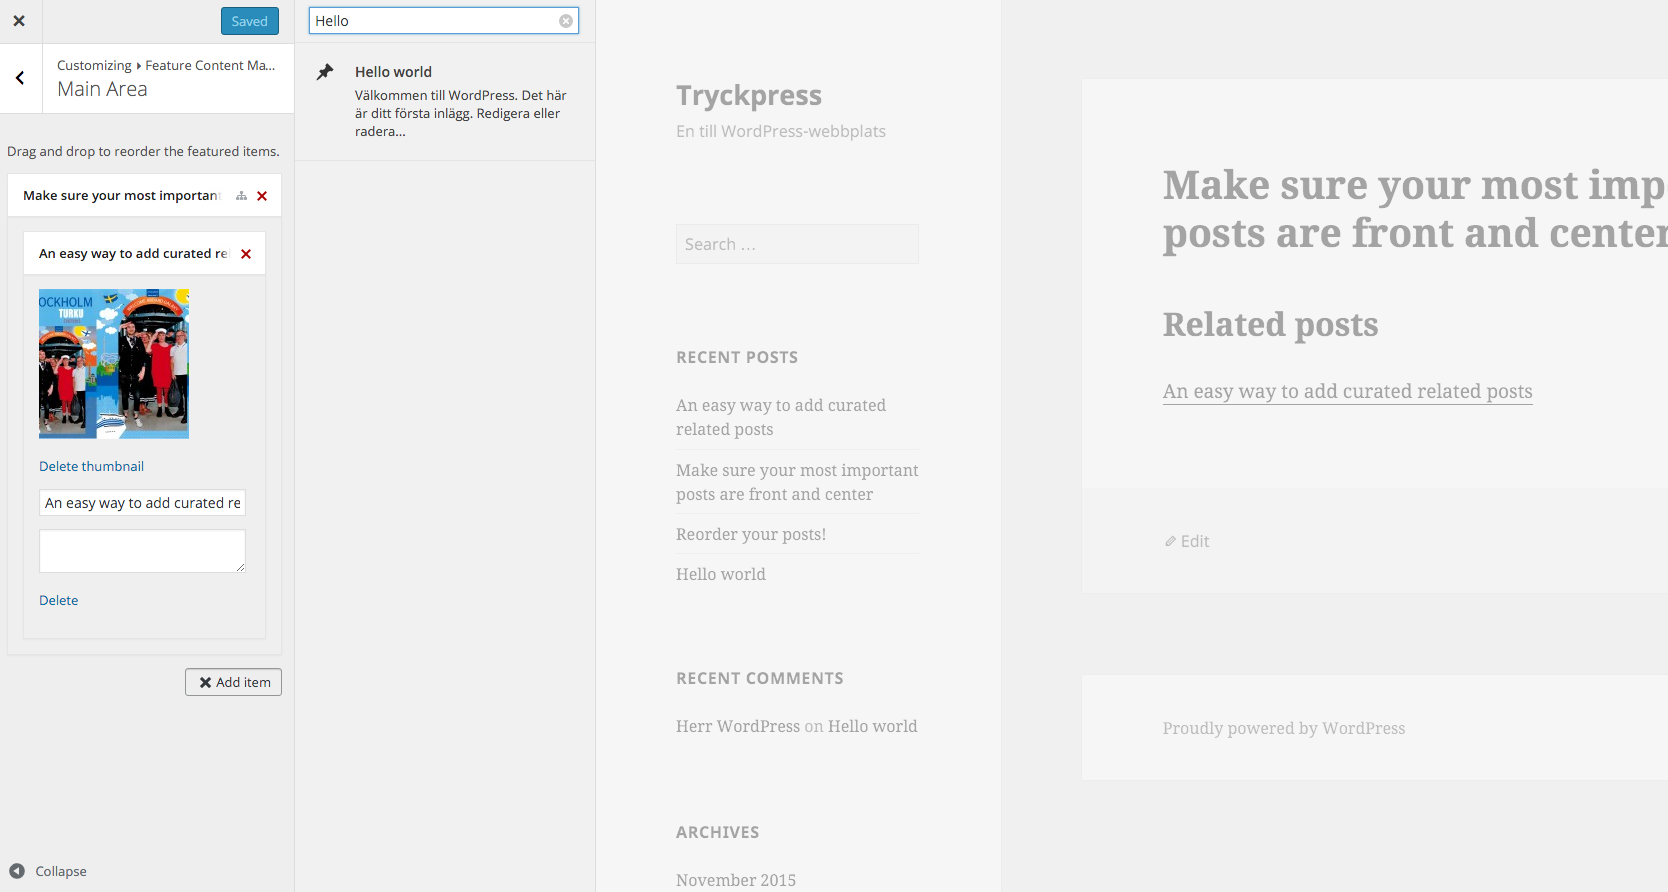 Saved
Customizing ▸ Feature Content Ma...
Main Area
Drag and drop to reorder the featured items.
Make sure your most important
An easy way to add curated re
OCKHOLM
TURKU
Delete thumbnail
An easy way to add curated re
Delete
Add item
Collapse
Hello
Hello world
Välkommen till WordPress. Det här
är ditt första inlägg. Redigera eller
radera...
Tryckpress
En till WordPress-webbplats
Search ...
RECENT POSTS
An easy way to add curated
related posts
Make sure your most important
posts are front and center
Reorder your posts!
Hello world
RECENT COMMENTS
Herr WordPress on Hello world
ARCHIVES
November 2015
Make sure your most imp
posts are front and center
Related posts
An easy way to add curated related posts
Edit
Proudly powered by WordPress